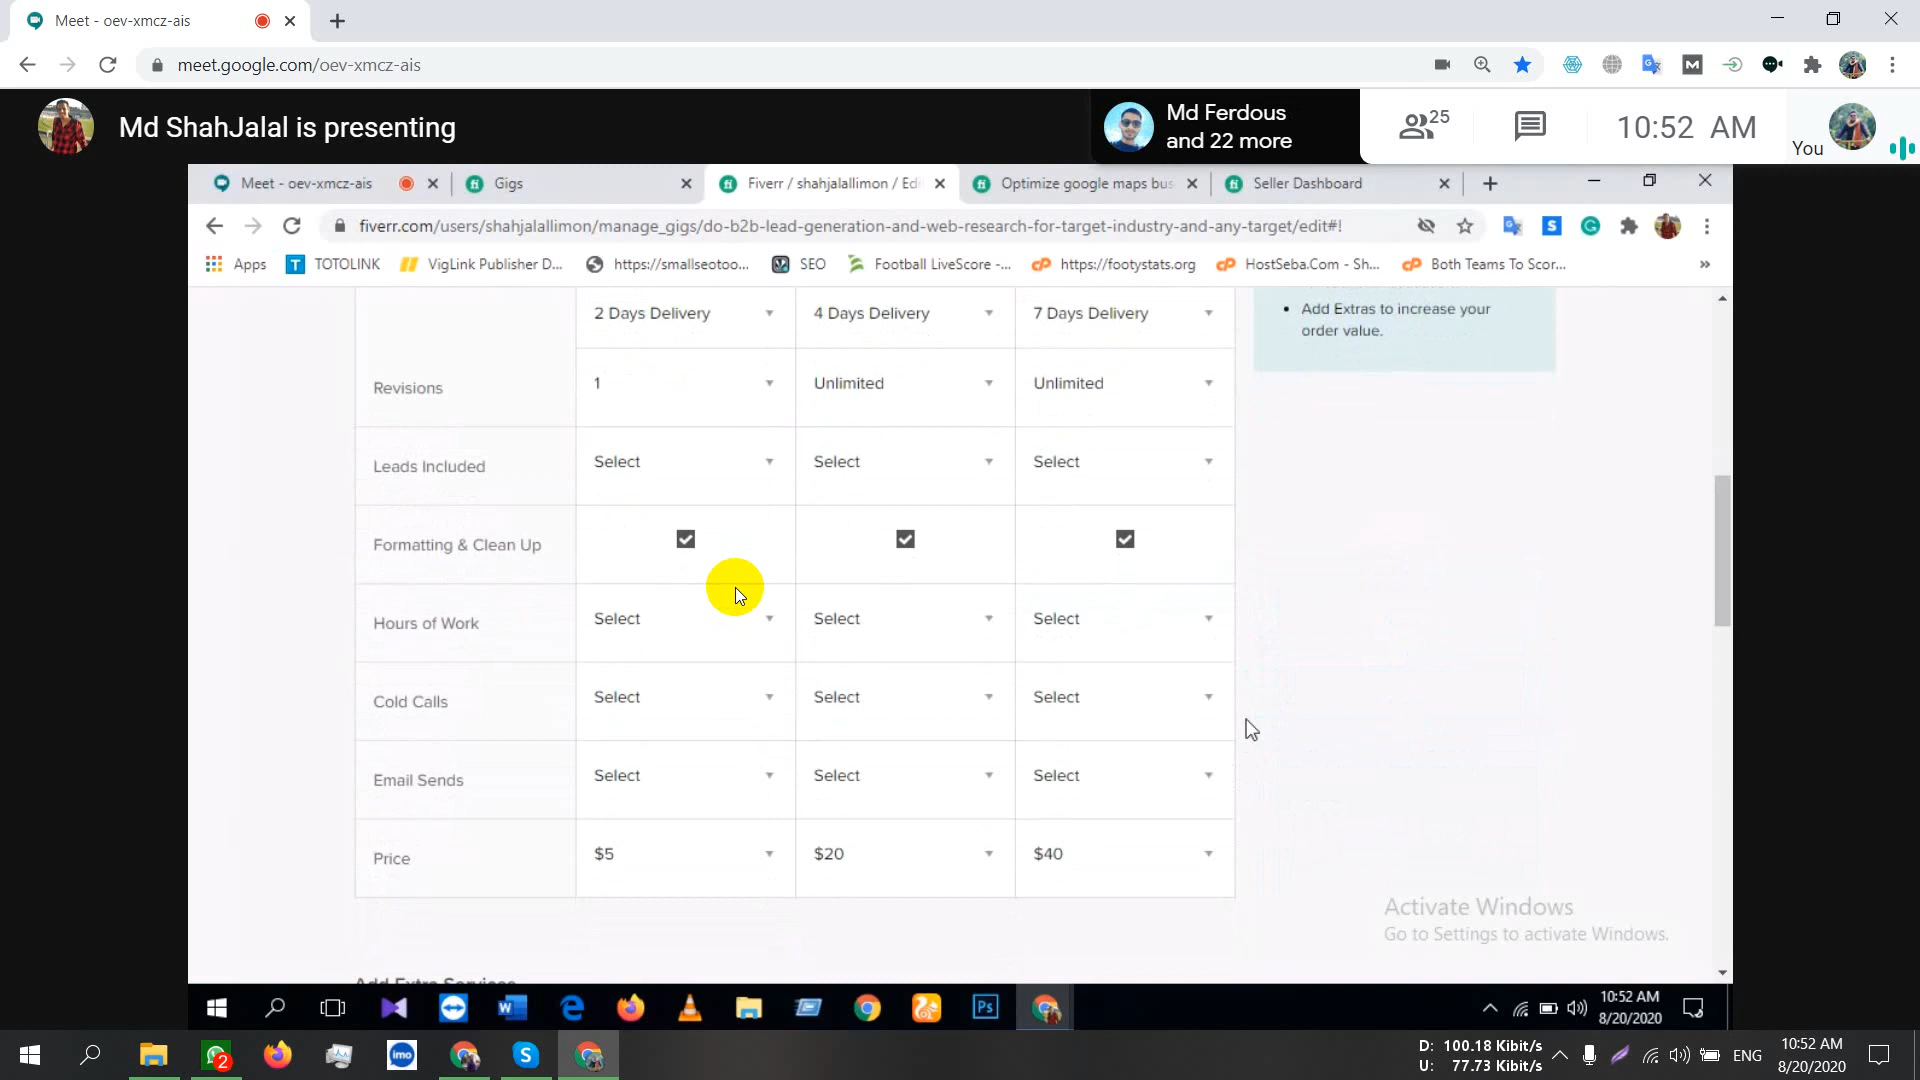 Meet - oev-xmcz-ais
meet.google.com/oev-xmcz-ais
Md ShahJalal is presenting
Md Ferdous
and 22 more
25
10:52 AM
You
Meet - oev-xmcz-ais
Gigs
Fiverr / shahjalallimon / Edi
Optimize google maps bus
Seller Dashboard
fiverr.com/users/shahjalallimon/manage_gigs/do-b2b-lead-generation-and-web-research-for-target-industry-and-any-target/edit#!
Apps
TOTOLINK
VigLink Publisher D...
https://smallseotoo...
SEO
Football LiveScore -...
https://footystats.org
HostSeba.Com - Sh...
Both Teams To Scor...
»
2 Days Delivery
4 Days Delivery
7 Days Delivery
• Add Extras to increase your
order value.
Revisions
1
Unlimited
Unlimited
Leads Included
Select
Select
Select
Formatting & Clean Up
Hours of Work
Select
Select
Select
Cold Calls
Select
Select
Select
Email Sends
Select
Select
Select
Price
$5
$20
$40
Activate Windows
Go to Settings to activate Windows.
Add Extra Services
10:52 AM
8/20/2020
2
imo
D: 100.18 Kibit/s
U: 77.73 Kibit/s
ENG
10:52 AM
8/20/2020